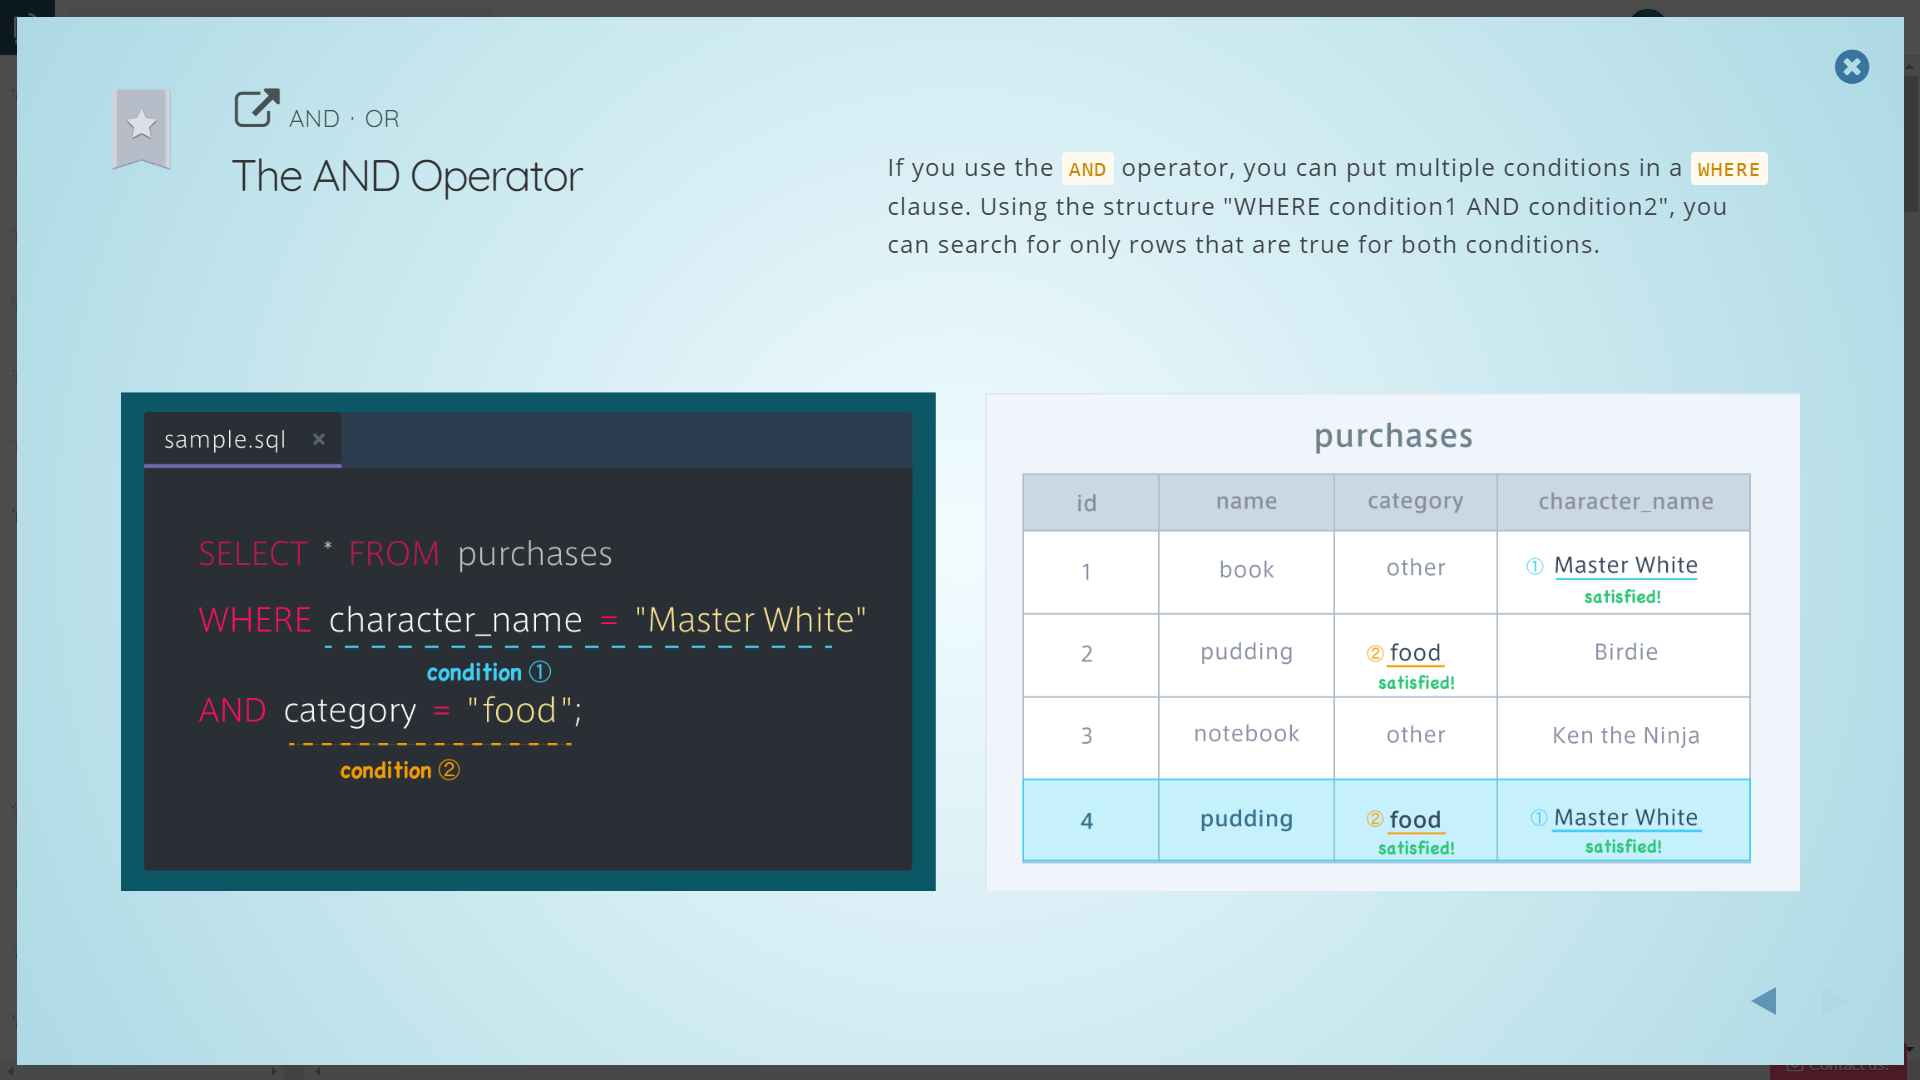 AND · OR
The AND Operator
If you use the AND operator, you can put multiple conditions in a WHERE
clause. Using the structure "WHERE condition1 AND condition2", you
can search for only rows that are true for both conditions.
sample.sql ×
SELECT * FROM purchases
WHERE character_name = "Master White"
condition ①
AND category = "food";
condition ②
purchases
id name category character_name
1 book other ① Master White
satisfied!
2 pudding ② food Birdie
satisfied!
3 notebook other Ken the Ninja
4 pudding ② food ① Master White
satisfied! satisfied!
Contact us!